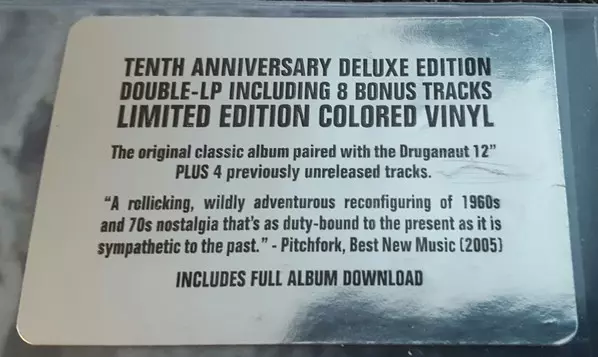 TENTH ANNIVERSARY DELUXE EDITION
DOUBLE-LP INCLUDING 8 BONUS TRACKS
LIMITED EDITION COLORED VINYL
The original classic album paired with the Druganaut 12”
PLUS 4 previously unreleased tracks.
“A rollicking, wildly adventurous reconfiguring of 1960s
and 70s nostalgia that’s as duty-bound to the present as it is
sympathetic to the past.” - Pitchfork, Best New Music (2005)
INCLUDES FULL ALBUM DOWNLOAD